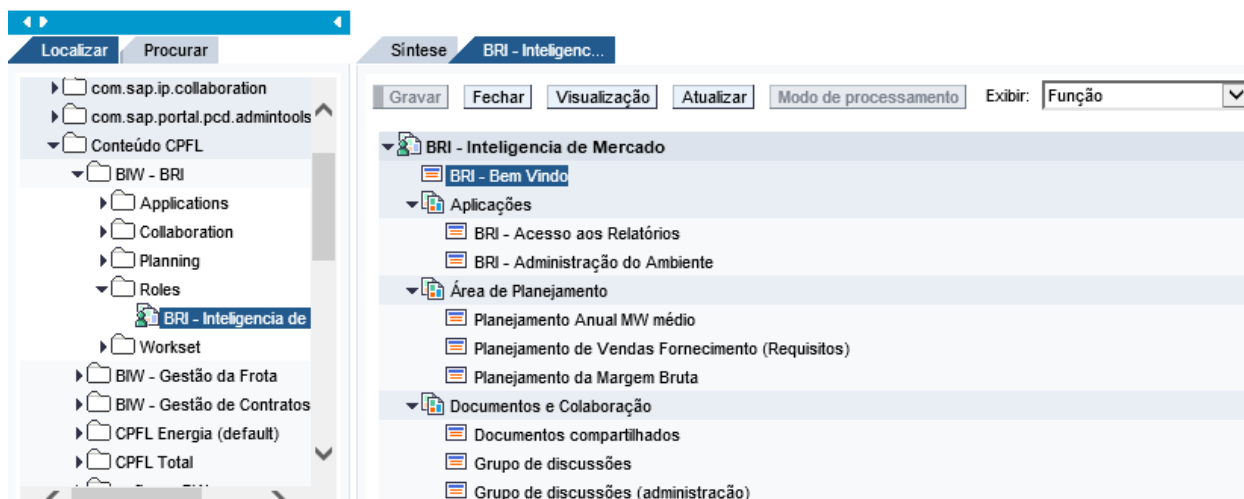 Localizar
Procurar
com.sap.ip.collaboration
com.sap.portal.pcd.admintools
Conteúdo CPFL
BIW - BRI
Applications
Collaboration
Planning
Roles
BRI - Inteligencia de
Workset
BIW - Gestão da Frota
BIW - Gestão de Contratos
CPFL Energia (default)
CPFL Total
Síntese
BRI - Inteligenc...
Gravar Fechar Visualização Atualizar Modo de processamento Exibir: Função
BRI - Inteligencia de Mercado
BRI - Bem Vindo
Aplicações
BRI - Acesso aos Relatórios
BRI - Administração do Ambiente
Área de Planejamento
Planejamento Anual MW médio
Planejamento de Vendas Fornecimento (Requisitos)
Planejamento da Margem Bruta
Documentos e Colaboração
Documentos compartilhados
Grupo de discussões
Grupo de discussões (administração)